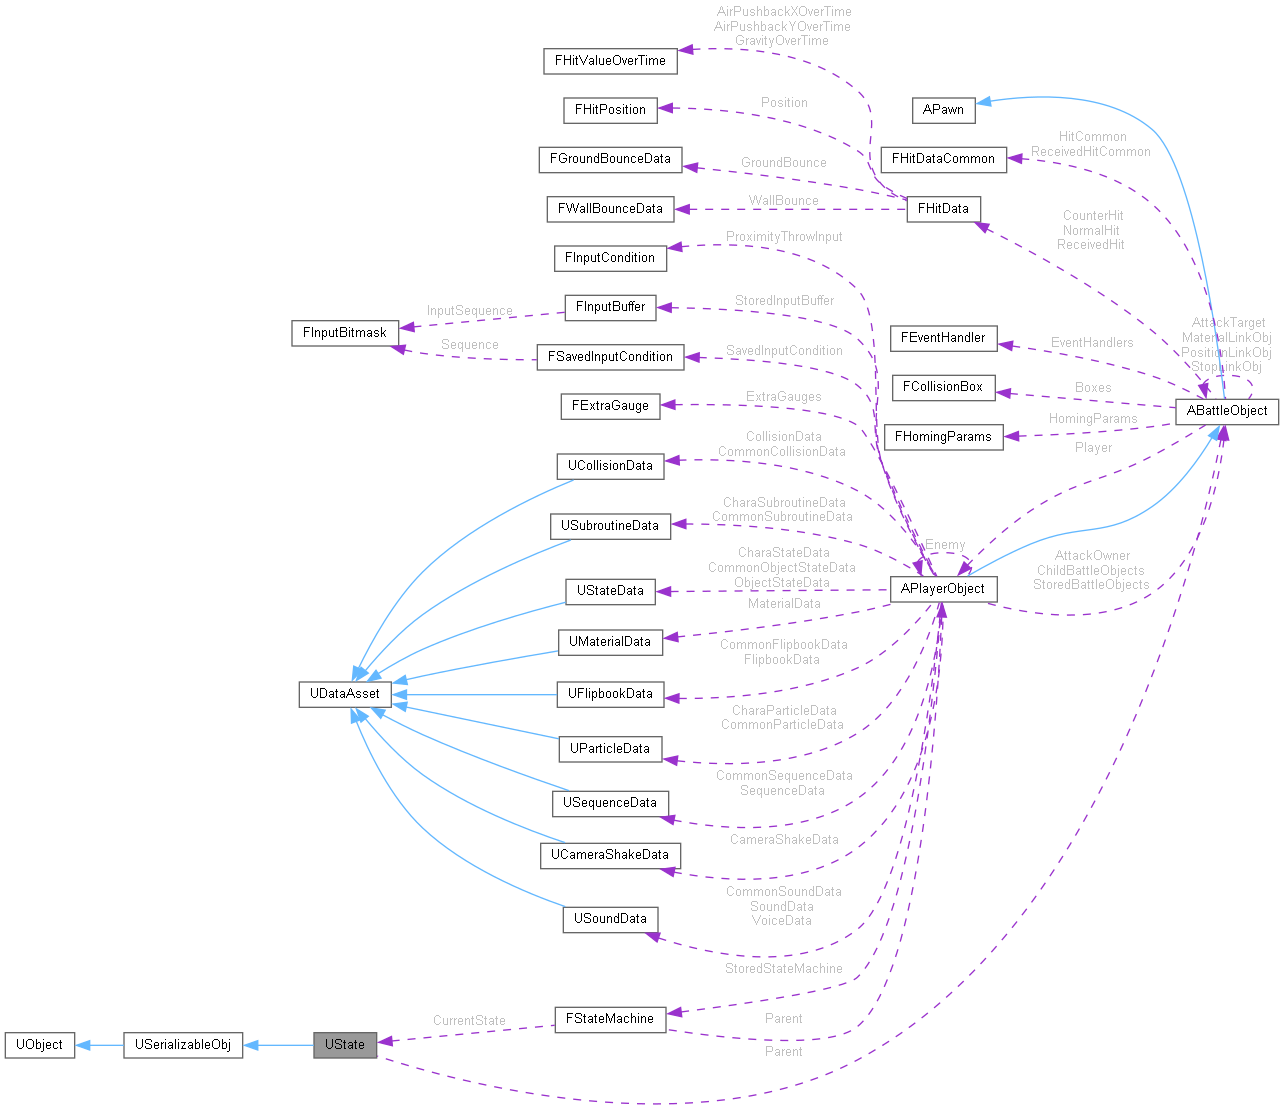 AirPushbackXOverTime
AirPushbackYOverTime
GravityOverTime
FHitValueOverTime
FHitPosition
Position
APawn
HitCommon
ReceivedHitCommon
FHitDataCommon
FGroundBounceData
GroundBounce
FWallBounceData
WallBounce
FHitData
CounterHit
NormalHit
ReceivedHit
FInputCondition
ProximityThrowInput
FInputBuffer
StoredInputBuffer
InputSequence
FInputBitmask
Sequence
FSavedInputCondition
SavedInputCondition
FEventHandler
EventHandlers
AttackTarget
MaterialLinkObj
PositionLinkObj
StopLinkObj
FCollisionBox
Boxes
ABattleObject
FExtraGauge
ExtraGauges
FHomingParams
HomingParams
Player
UCollisionData
CollisionData
CommonCollisionData
USubroutineData
CharaSubroutineData
CommonSubroutineData
Enemy
APlayerObject
AttackOwner
ChildBattleObjects
StoredBattleObjects
UStateData
CharaStateData
CommonObjectStateData
ObjectStateData
UMaterialData
MaterialData
UDataAsset
UFlipbookData
CommonFlipbookData
FlipbookData
UParticleData
CharaParticleData
CommonParticleData
USequenceData
CommonSequenceData
SequenceData
UCameraShakeData
CameraShakeData
USoundData
CommonSoundData
SoundData
VoiceData
StoredStateMachine
FStateMachine
Parent
CurrentState
UObject
USerializableObj
UState
Parent